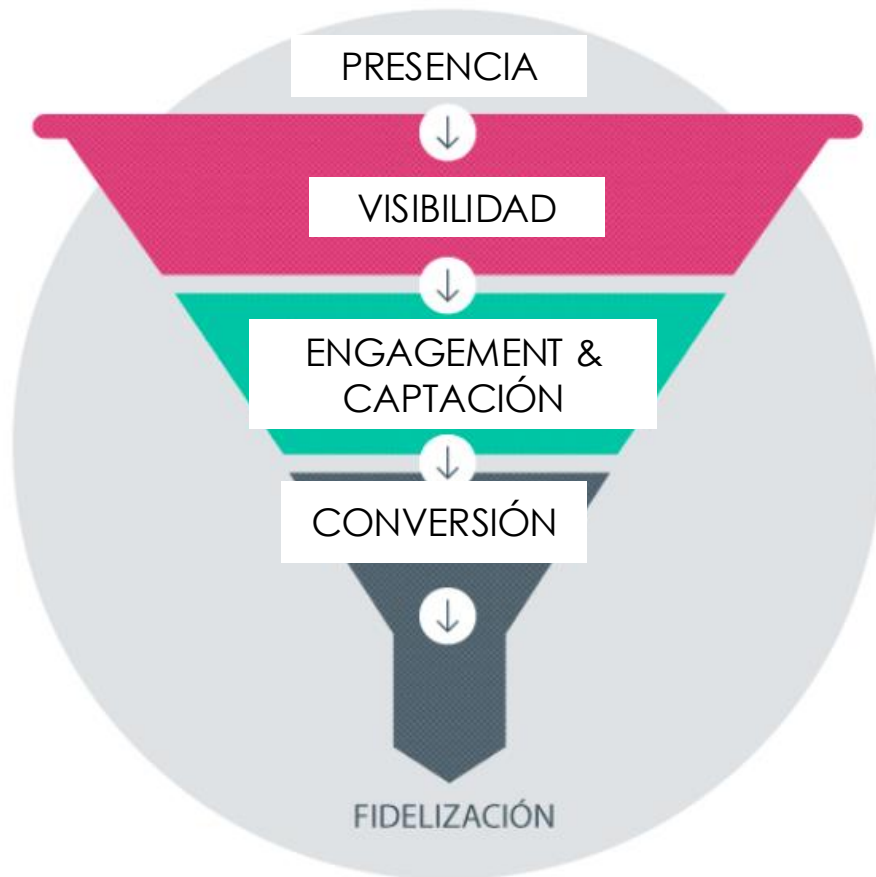 PRESENCIA
VISIBILIDAD
ENGAGEMENT &
CAPTACIÓN
CONVERSIÓN
FIDELIZACIÓN